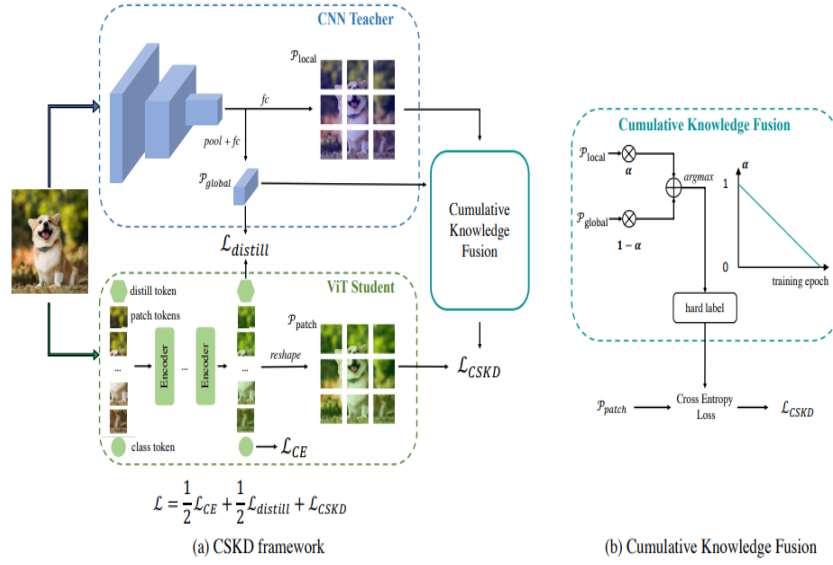 CNN Teacher
𝒫local
fc
pool + fc
𝒫global
ℒdistill
Cumulative
Knowledge
Fusion
ViT Student
distill token
patch tokens
...
Encoder
...
Encoder
...
reshape
𝒫patch
class token
ℒCE
ℒCSKD
ℒ = 1/2 ℒCE + 1/2 ℒdistill + ℒCSKD
(a) CSKD framework
Cumulative Knowledge Fusion
𝒫local
α
argmax
𝒫global
1 − α
α
1
0
training epoch
hard label
𝒫patch
Cross Entropy
Loss
ℒCSKD
(b) Cumulative Knowledge Fusion